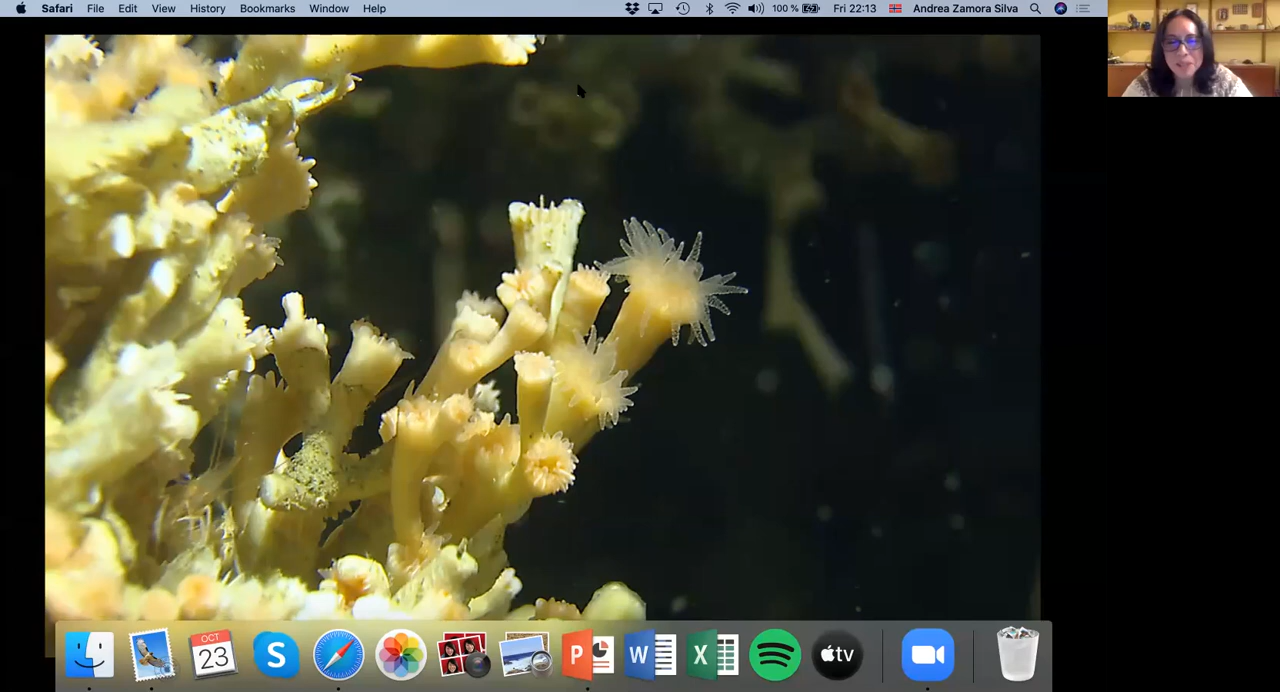 Safari File Edit View History Bookmarks Window Help 100 % Fri 22:13 Andrea Zamora Silva
OCT
23
S
P
W
X
tv